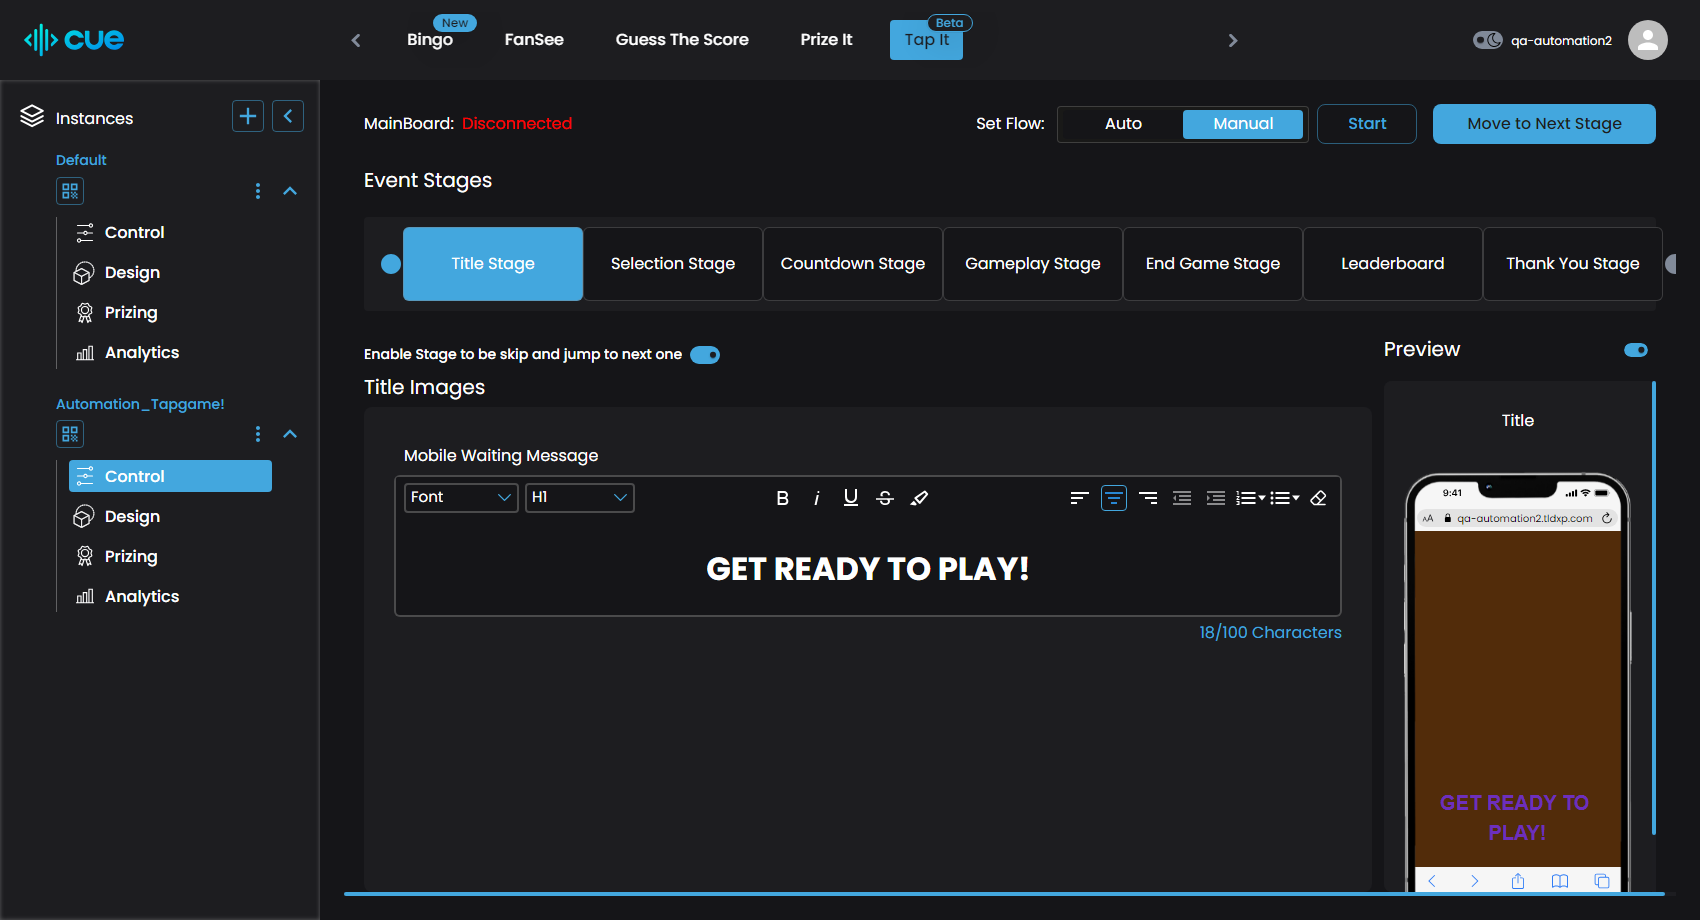 cue
New
Bingo
FanSee
Guess The Score
Prize It
Beta
Tap It
qa-automation2
Instances
Default
Control
Design
Prizing
Analytics
Automation_Tapgame!
Control
Design
Prizing
Analytics
MainBoard: Disconnected
Set Flow:
Auto
Manual
Start
Move to Next Stage
Event Stages
Title Stage
Selection Stage
Countdown Stage
Gameplay Stage
End Game Stage
Leaderboard
Thank You Stage
Enable Stage to be skip and jump to next one
Title Images
Mobile Waiting Message
Font
H1
B
i
U
S
GET READY TO PLAY!
18/100 Characters
Preview
Title
9:41
AA
qa-automation2.tldxp.com
GET READY TO
PLAY!